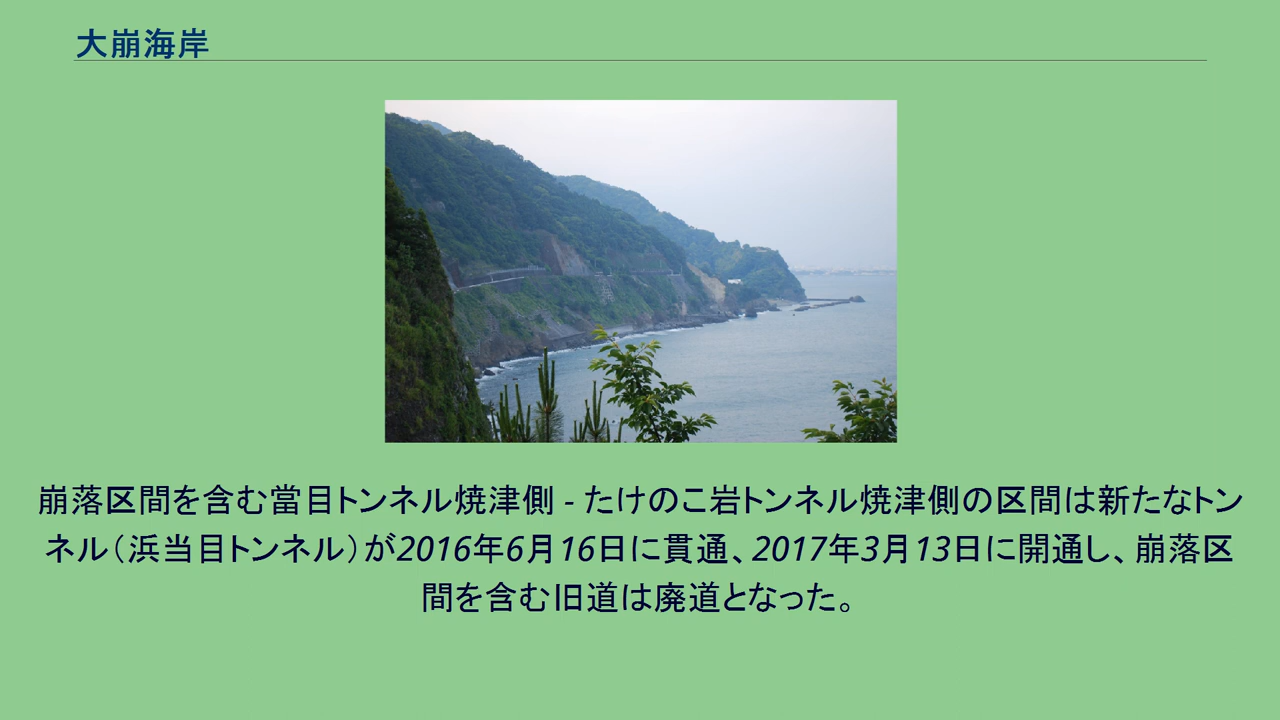 大崩海岸
崩落区間を含む當目トンネル焼津側 - たけのこ岩トンネル焼津側の区間は新たなトン
ネル（浜当目トンネル）が2016年6月16日に貫通、2017年3月13日に開通し、崩落区
間を含む旧道は廃道となった。